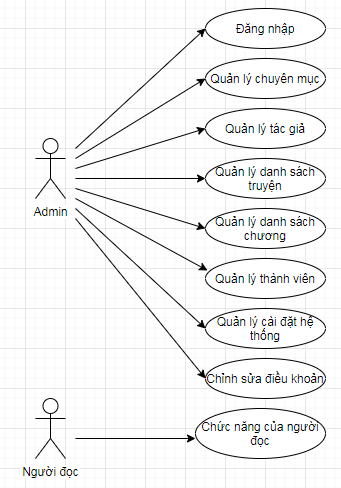 Đăng nhập
Quản lý chuyên mục
Quản lý tác giả
Quản lý danh sách
truyện
Admin
Quản lý danh sách
chương
Quản lý thành viên
Quản lý cài đặt hệ
thống
Chỉnh sửa điều khoản
Chức năng của người
đọc
Người đọc